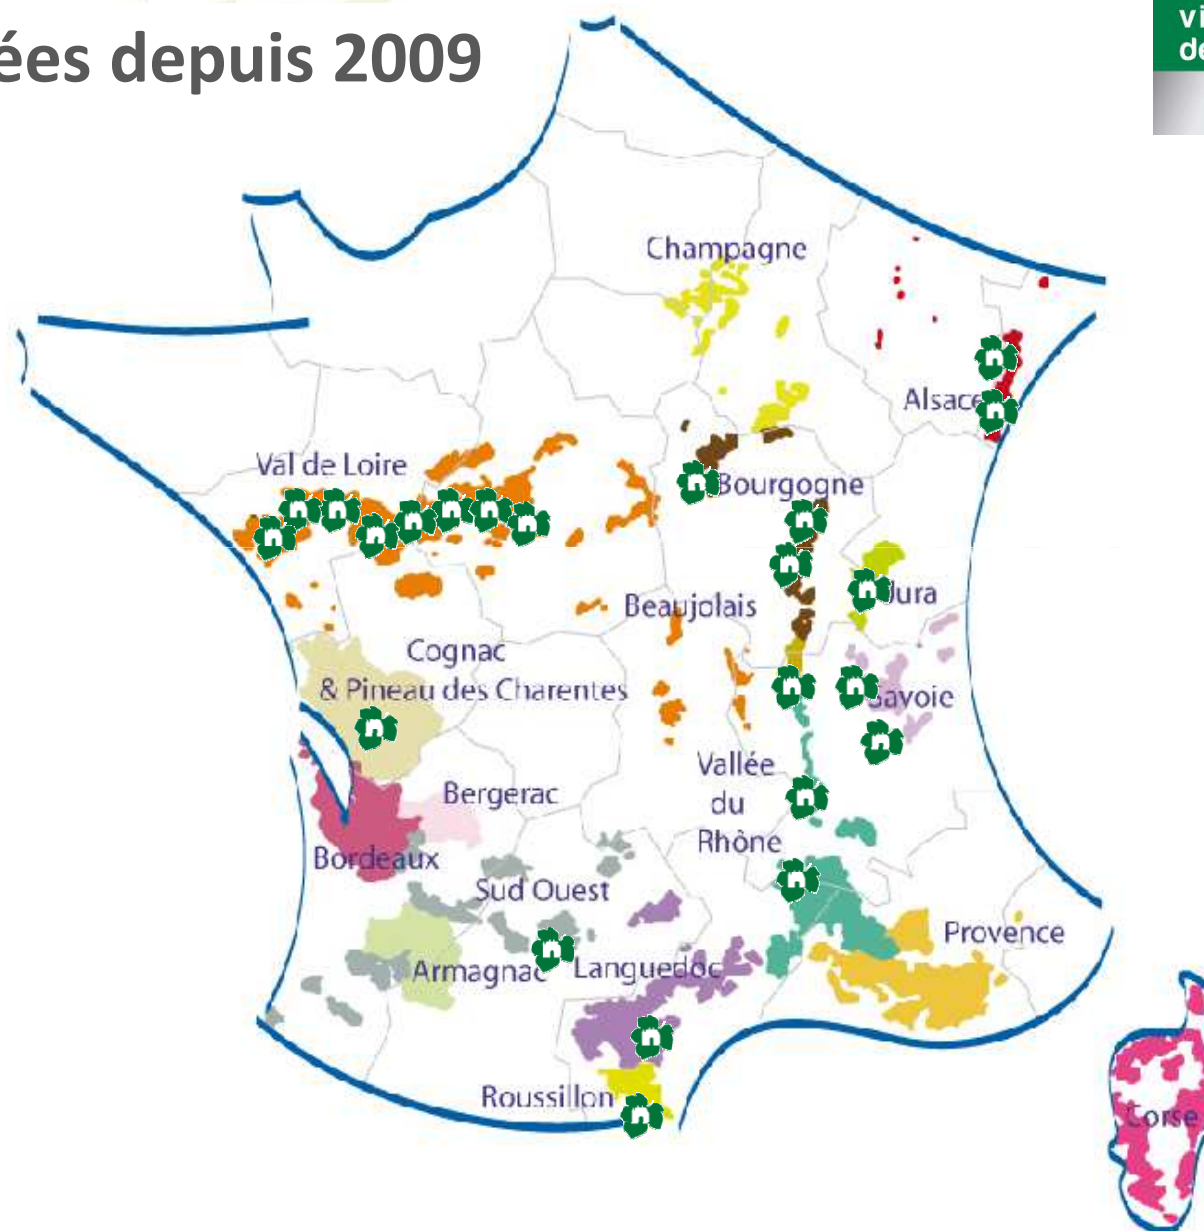 ées depuis 2009
vi
de
Champagne
Alsace
Val de Loire
Bourgogne
Jura
Beaujolais
Cognac
& Pineau des Charentes
Savoie
Vallée
du
Rhône
Bergerac
Bordeaux
Sud Ouest
Provence
Armagnac
Languedoc
Roussillon
Corse